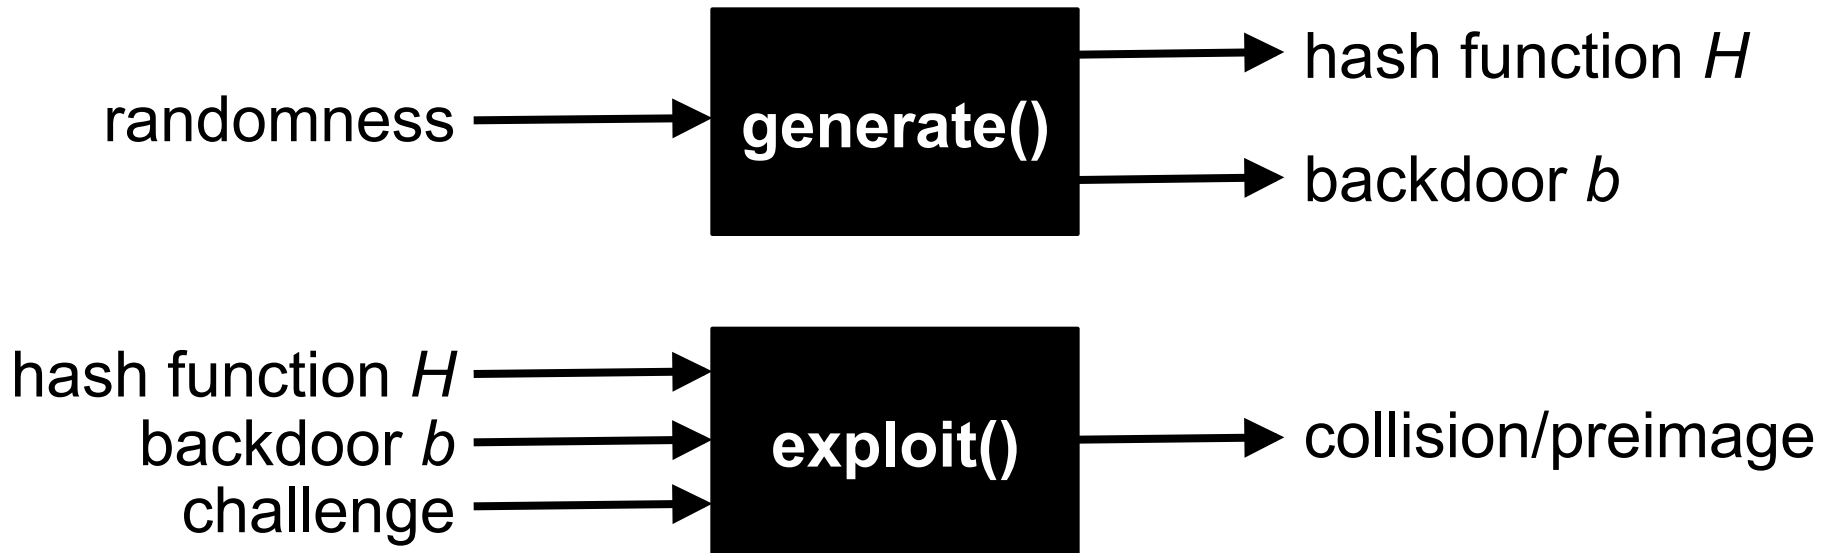 randomness
generate()
hash function H
backdoor b
hash function H
backdoor b
challenge
exploit()
collision/preimage